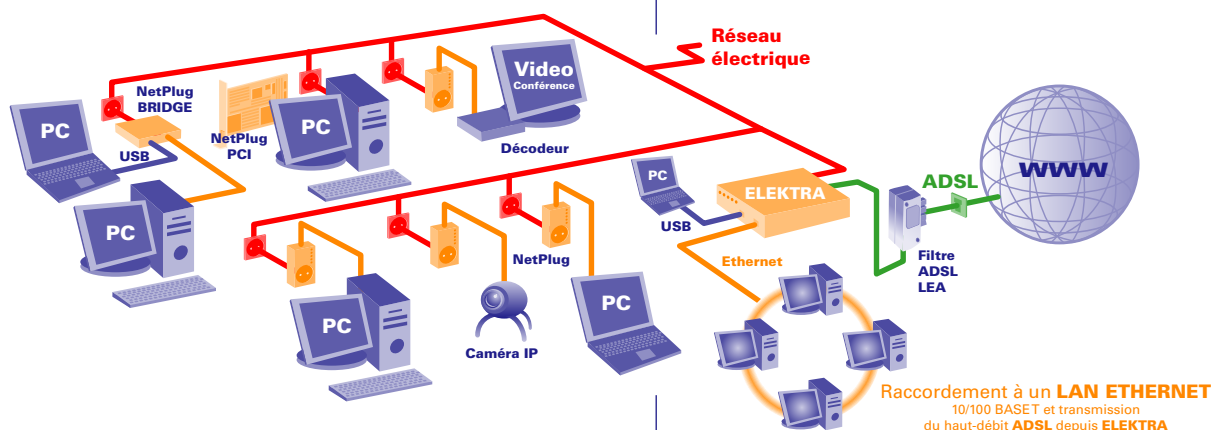 Réseau
électrique
Video
Conférence
NetPlug
BRIDGE
PC
USB
NetPlug
PCI
PC
Décodeur
PC
PC
ELEKTRA
USB
ADSL
www
PC
NetPlug
Ethernet
Filtre
ADSL
LEA
PC
Caméra IP
PC
Raccordement à un LAN ETHERNET
10/100 BASET et transmission
du haut-débit ADSL depuis ELEKTRA